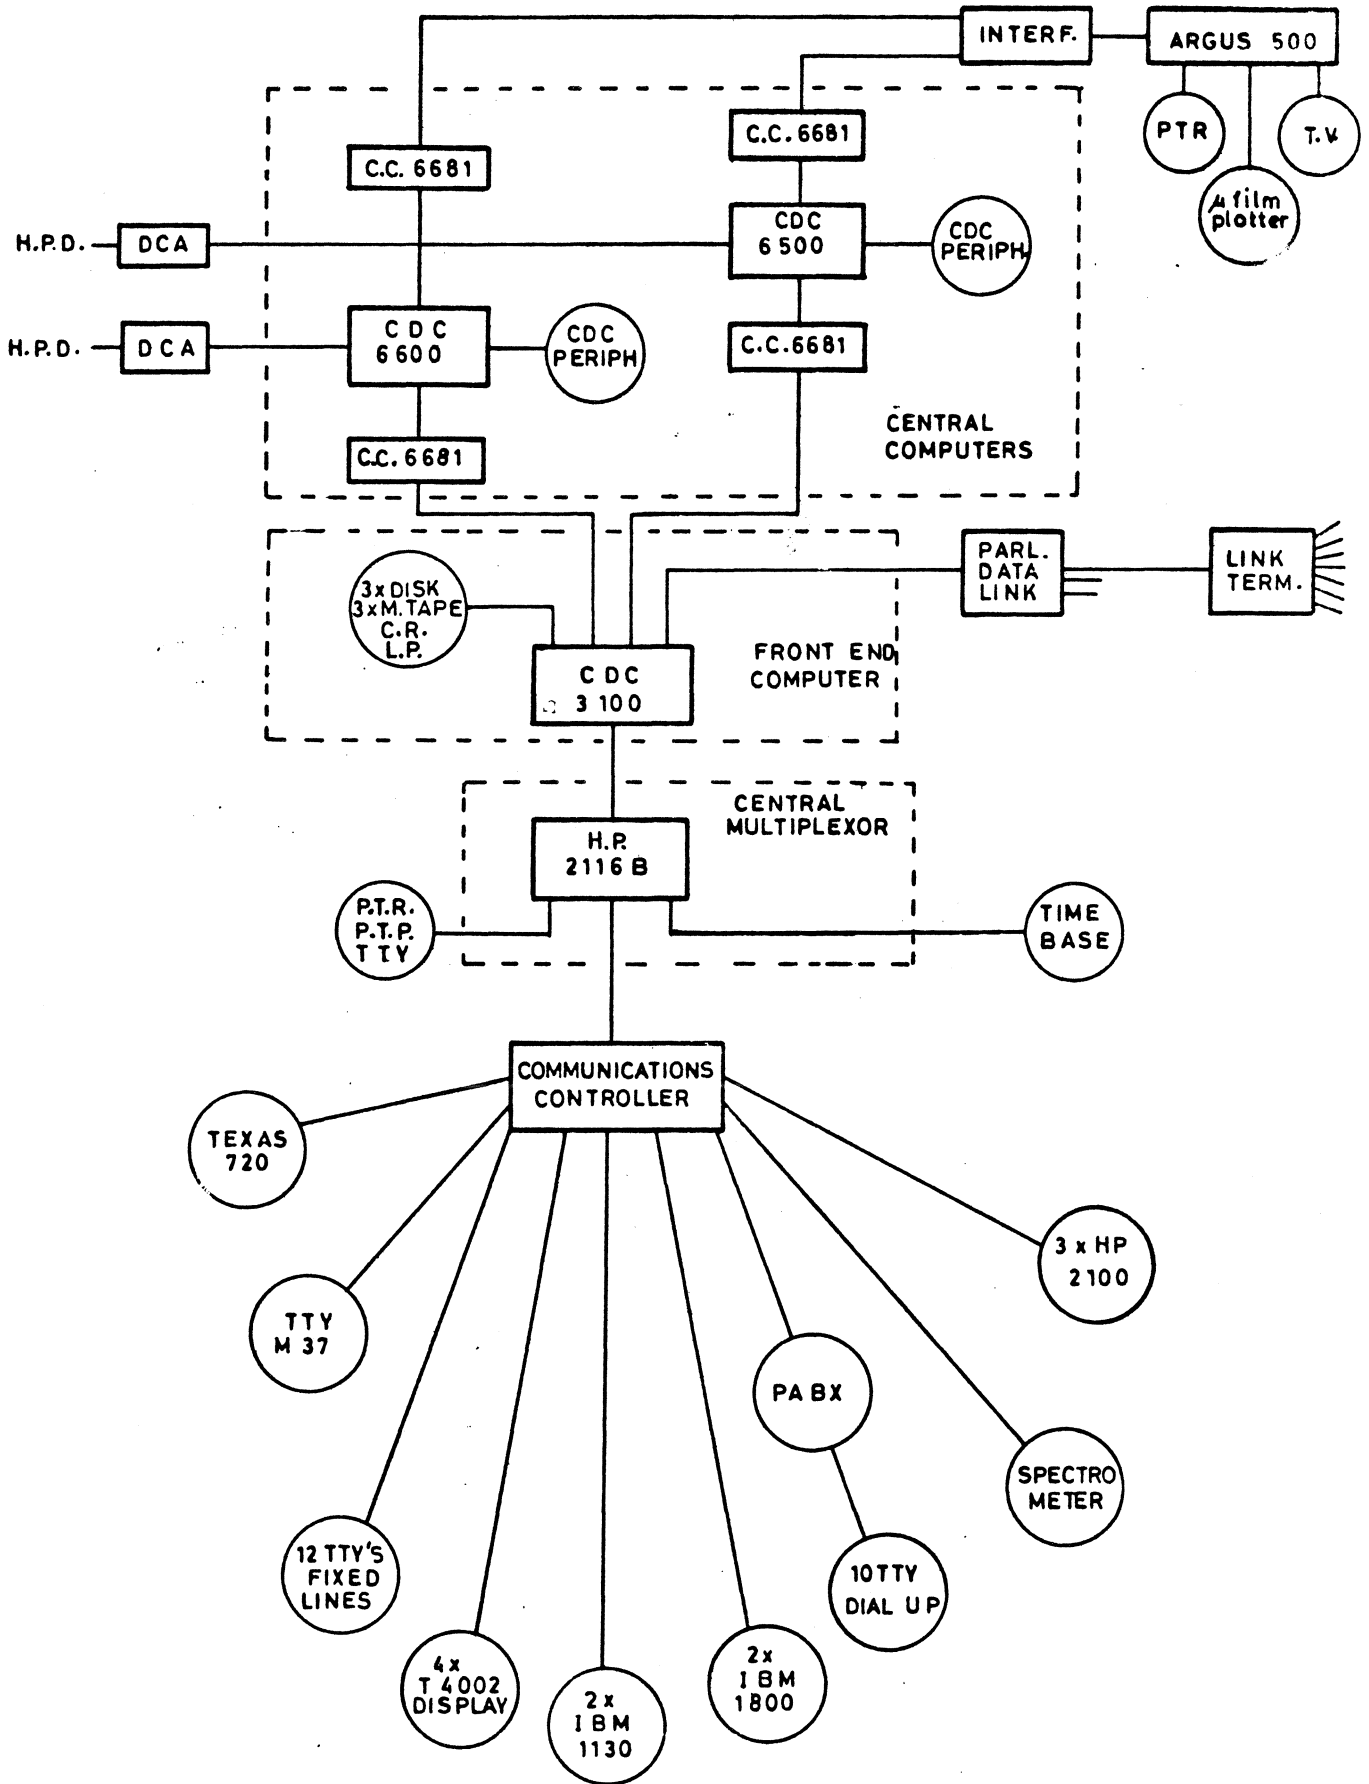 INTERF.
ARGUS 500
PTR
T.V.
µ film
plotter
C.C. 6681
C.C. 6681
H.P.D.
DCA
CDC
6500
CDC
PERIPH.
H.P.D.
DCA
CDC
6600
CDC
PERIPH
C.C. 6681
C.C. 6681
CENTRAL
COMPUTERS
3x DISK
3x M. TAPE
C.R.
L.P.
PARL.
DATA
LINK
LINK
TERM.
CDC
3100
FRONT END
COMPUTER
CENTRAL
MULTIPLEXOR
H.P.
2116 B
P.T.R.
P.T.P.
TTY
TIME
BASE
COMMUNICATIONS
CONTROLLER
TEXAS
720
3 x HP
2100
TTY
M 37
PABX
SPECTRO
METER
12 TTY'S
FIXED
LINES
10 TTY
DIAL UP
4x
T 4002
DISPLAY
2x
IBM
1130
2x
IBM
1800